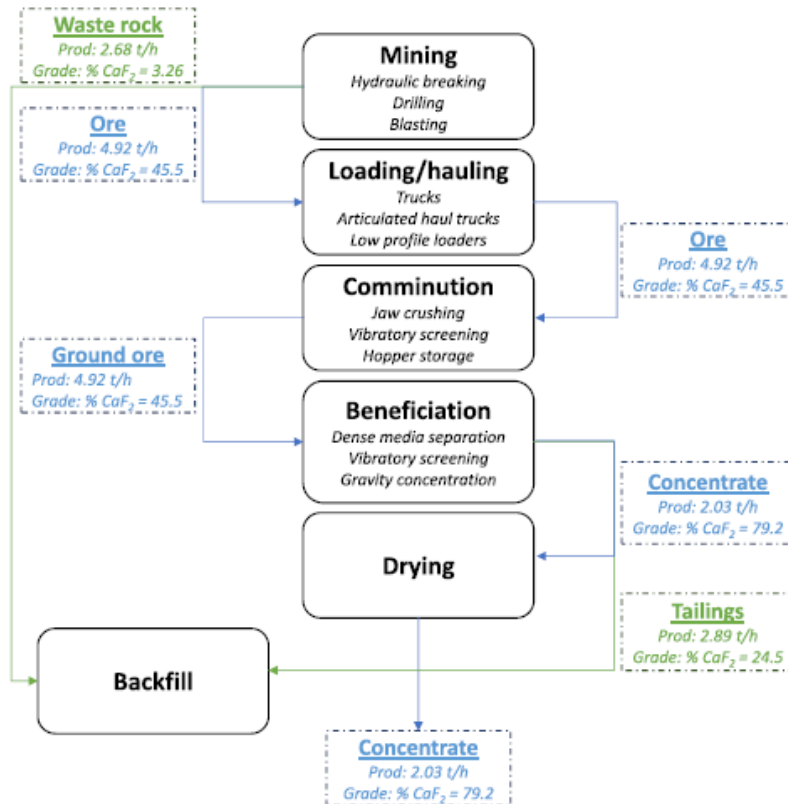 Waste rock
Prod: 2.68 t/h
Grade: % CaF₂ = 3.26
Mining
Hydraulic breaking
Drilling
Blasting
Ore
Prod: 4.92 t/h
Grade: % CaF₂ = 45.5
Loading/hauling
Trucks
Articulated haul trucks
Low profile loaders
Ore
Prod: 4.92 t/h
Grade: % CaF₂ = 45.5
Comminution
Jaw crushing
Vibratory screening
Hopper storage
Ground ore
Prod: 4.92 t/h
Grade: % CaF₂ = 45.5
Beneficiation
Dense media separation
Vibratory screening
Gravity concentration
Concentrate
Prod: 2.03 t/h
Grade: % CaF₂ = 79.2
Drying
Tailings
Prod: 2.89 t/h
Grade: % CaF₂ = 24.5
Backfill
Concentrate
Prod: 2.03 t/h
Grade: % CaF₂ = 79.2